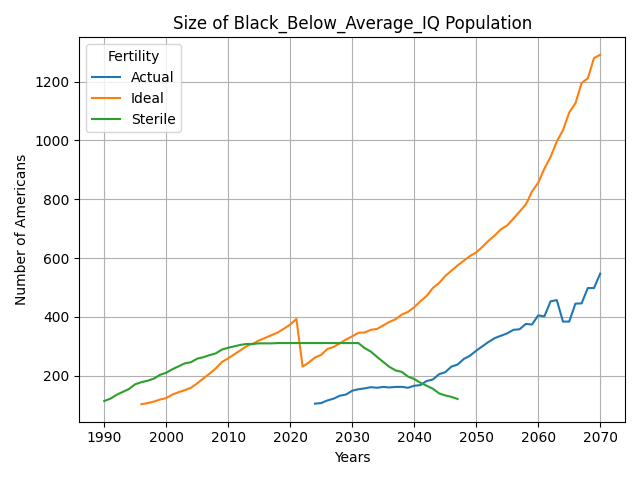 Size of Black_Below_Average_IQ Population
Fertility
Actual
Ideal
Sterile
Number of Americans
1200
1000
800
600
400
200
1990 2000 2010 2020 2030 2040 2050 2060 2070
Years